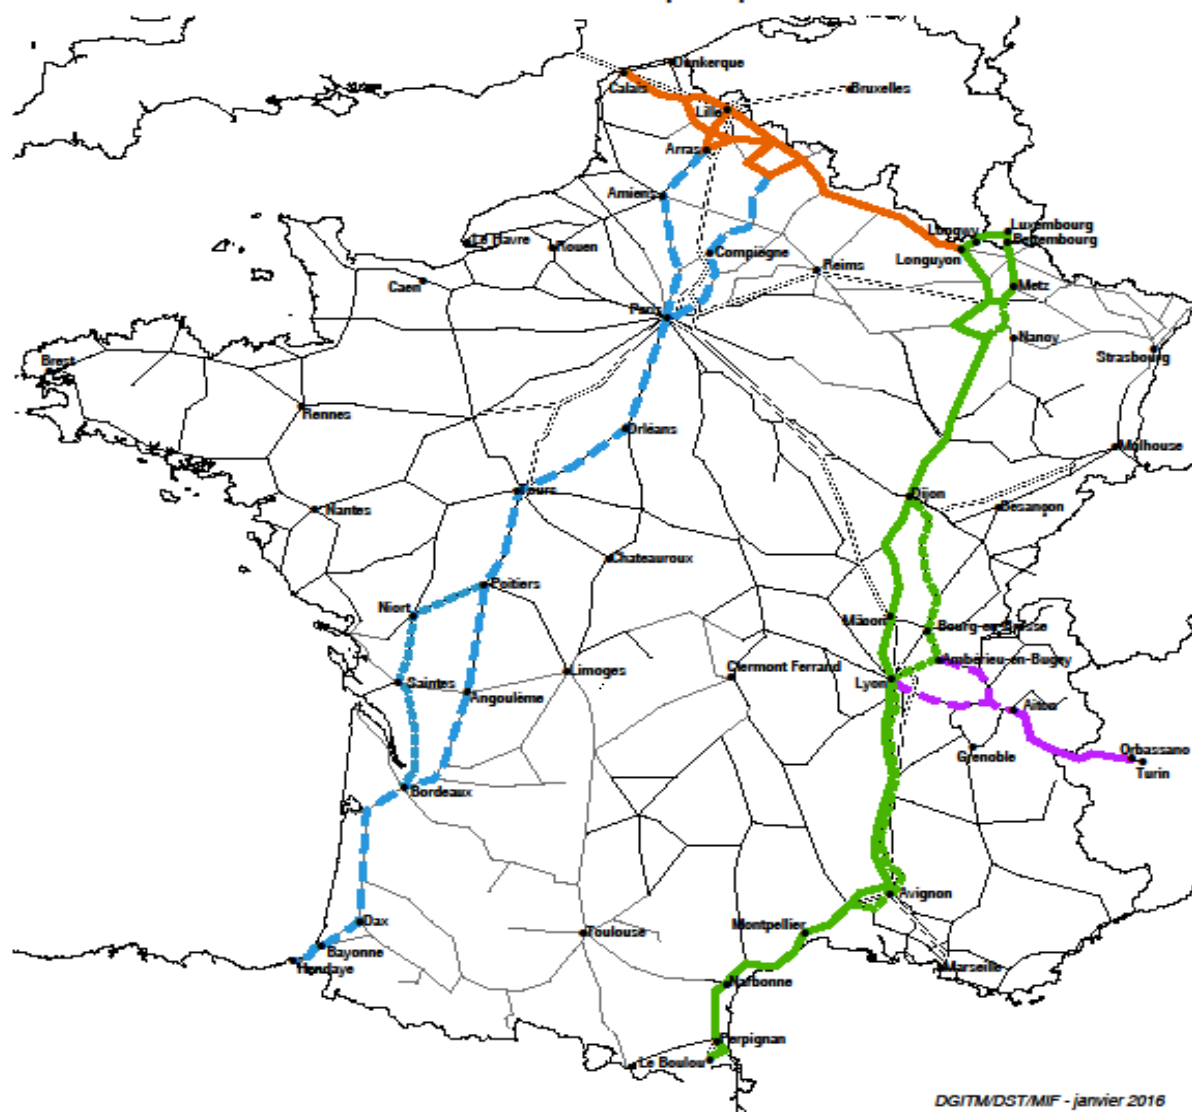 Dunkerque
Calais
Bruxelles
Lille
Arras
Amiens
Luxembourg
Longwy
Bettembourg
Le Havre
Rouen
Compiègne
Longuyon
Reims
Caen
Metz
Paris
Nancy
Strasbourg
Brest
Rennes
Orléans
Mulhouse
Tours
Dijon
Nantes
Besançon
Chateauroux
Poitiers
Niort
Mâcon
Bourg-en-Bresse
Ambérieu-en-Bugey
Limoges
Clermont Ferrand
Saintes
Lyon
Angoulême
Aiton
Orbassano
Grenoble
Turin
Bordeaux
Avignon
Dax
Montpellier
Toulouse
Bayonne
Hendaye
Marseille
Narbonne
Perpignan
Le Boulou
DGITM/DST/MIF - janvier 2016